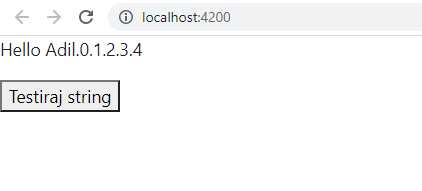 localhost:4200
Hello Adil.0.1.2.3.4
Testiraj string